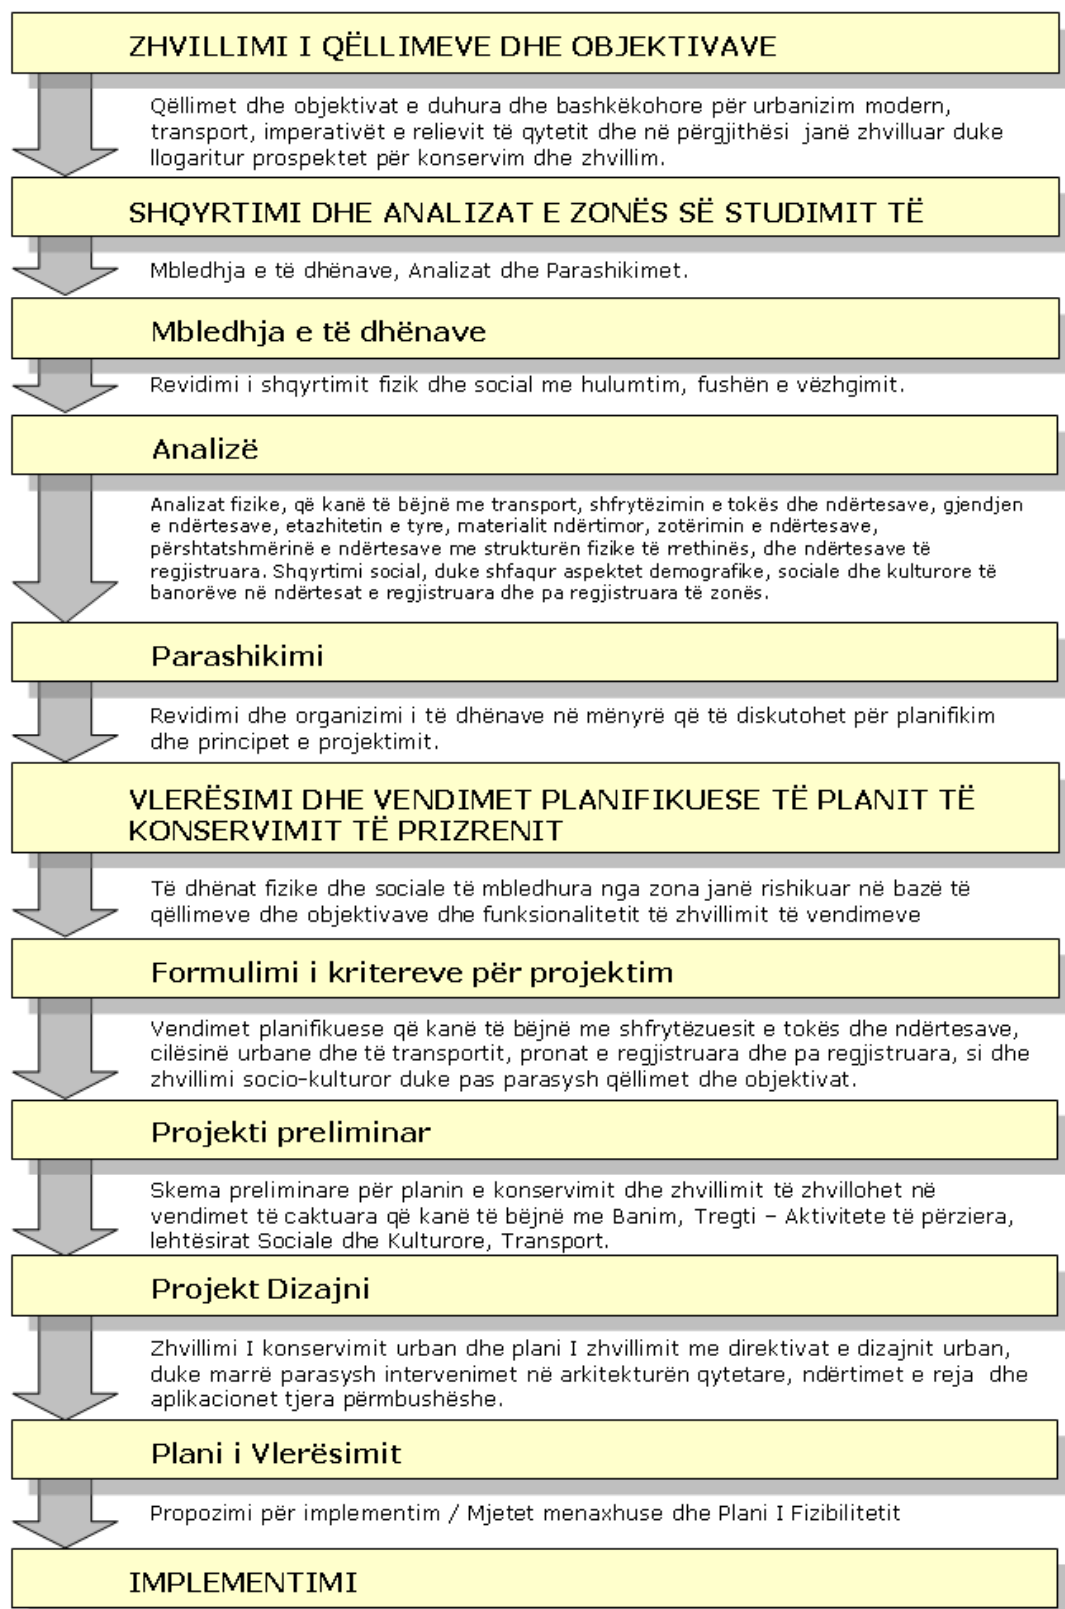 ZHVILLIMI I QËLLIMEVE DHE OBJEKTIVAVE
Qëllimet dhe objektivat e duhura dhe bashkëkohore për urbanizim modern,
transport, imperativët e relievit të qytetit dhe në përgjithësi  janë zhvilluar duke
llogaritur prospektet për konservim dhe zhvillim.
SHQYRTIMI DHE ANALIZAT E ZONËS SË STUDIMIT TË
Mbledhja e të dhënave, Analizat dhe Parashikimet.
Mbledhja e të dhënave
Revidimi i shqyrtimit fizik dhe social me hulumtim, fushën e vëzhgimit.
Analizë
Analizat fizike, që kanë të bëjnë me transport, shfrytëzimin e tokës dhe ndërtesave, gjendjen
e ndërtesave, etazhitetin e tyre, materialit ndërtimor, zotërimin e ndërtesave,
përshtatshmërinë e ndërtesave me strukturën fizike të rrethinës, dhe ndërtesave të
regjistruara. Shqyrtimi social, duke shfaqur aspektet demografike, sociale dhe kulturore të
banorëve në ndërtesat e regjistruara dhe pa regjistruara të zonës.
Parashikimi
Revidimi dhe organizimi i të dhënave në mënyrë që të diskutohet për planifikim
dhe principet e projektimit.
VLERËSIMI DHE VENDIMET PLANIFIKUESE TË PLANIT TË
KONSERVIMIT TË PRIZRENIT
Të dhënat fizike dhe sociale të mbledhura nga zona janë rishikuar në bazë të
qëllimeve dhe objektivave dhe funksionalitetit të zhvillimit të vendimeve
Formulimi i kritereve për projektim
Vendimet planifikuese që kanë të bëjnë me shfrytëzuesit e tokës dhe ndërtesave,
cilësinë urbane dhe të transportit, pronat e regjistruara dhe pa regjistruara, si dhe
zhvillimi socio-kulturor duke pas parasysh qëllimet dhe objektivat.
Projekti preliminar
Skema preliminare për planin e konservimit dhe zhvillimit të zhvillohet në
vendimet të caktuara që kanë të bëjnë me Banim, Tregti – Aktivitete të përziera,
lehtësirat Sociale dhe Kulturore, Transport.
Projekt Dizajni
Zhvillimi I konservimit urban dhe plani I zhvillimit me direktivat e dizajnit urban,
duke marrë parasysh intervenimet në arkitekturën qytetare, ndërtimet e reja  dhe
aplikacionet tjera përmbushëshe.
Plani i Vlerësimit
Propozimi për implementim / Mjetet menaxhuse dhe Plani I Fizibilitetit
IMPLEMENTIMI